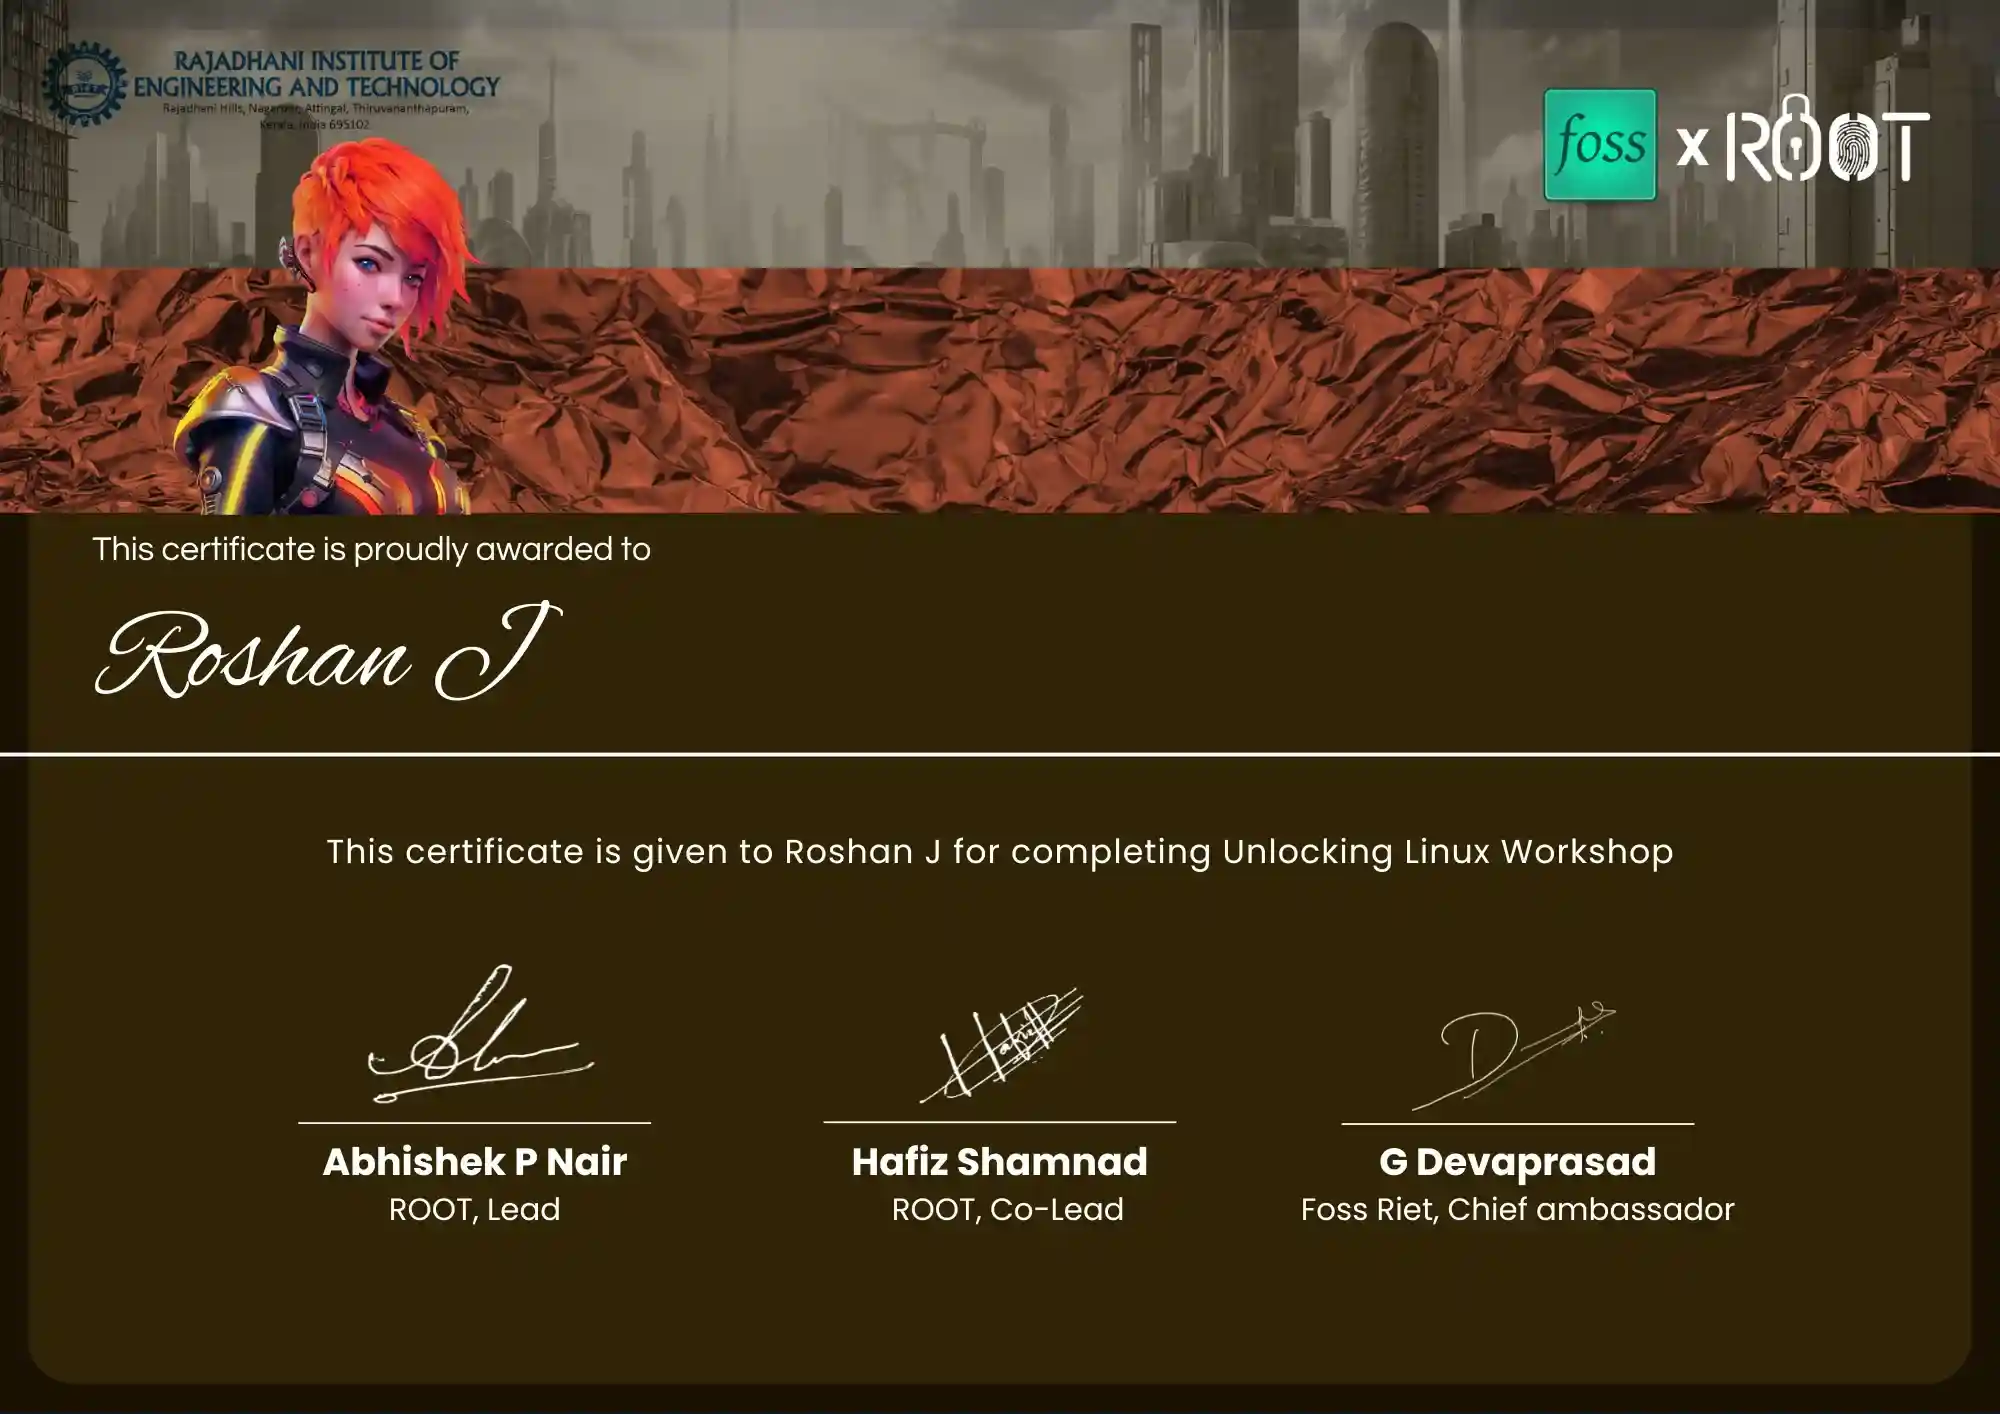 RAJADHANI INSTITUTE OF
ENGINEERING AND TECHNOLOGY
Rajadhani Hills, Nagaroor, Attingal, Thiruvananthapuram,
Kerala, India 695102
foss x ROOT
This certificate is proudly awarded to
Roshan J
This certificate is given to Roshan J for completing Unlocking Linux Workshop
Abhishek P Nair
ROOT, Lead
Hafiz Shamnad
ROOT, Co-Lead
G Devaprasad
Foss Riet, Chief ambassador